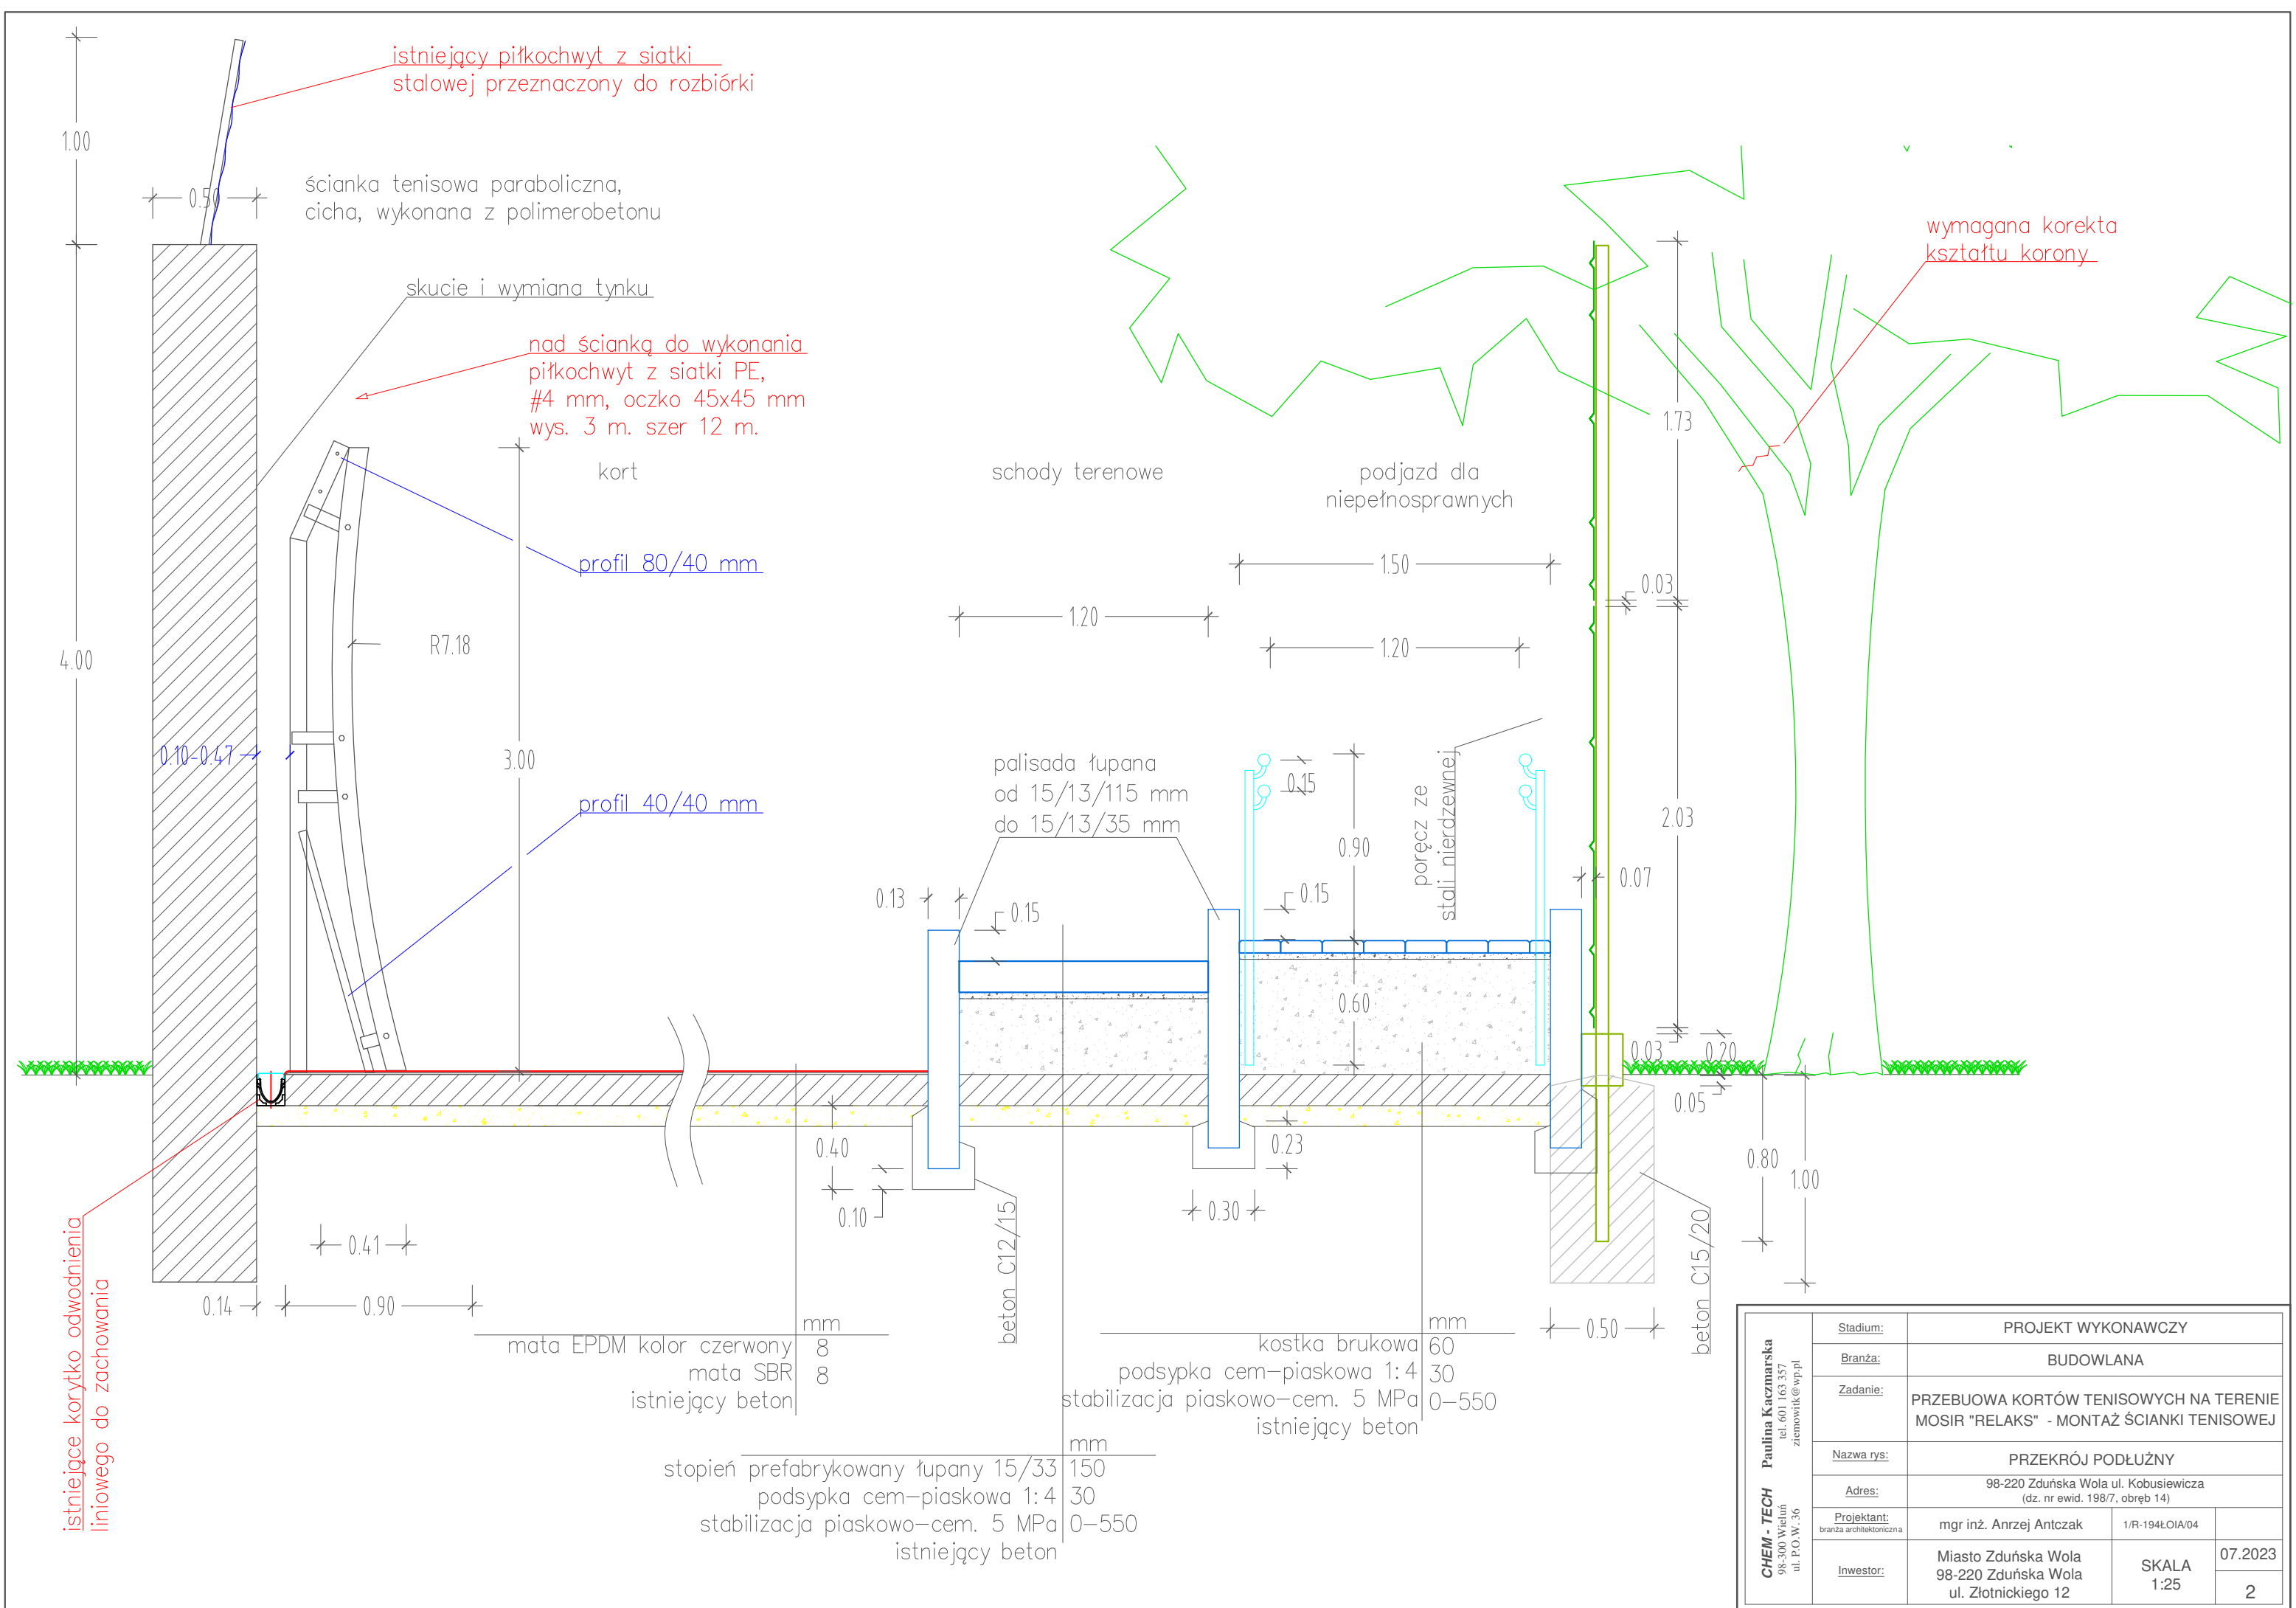 istniejący piłkochwyt z siatki
stalowej przeznaczony do rozbiórki
1.00
0.50
ścianka tenisowa paraboliczna,
cicha, wykonana z polimerobetonu
wymagana korekta
kształtu korony
skucie i wymiana tynku
nad ścianką do wykonania
piłkochwyt z siatki PE,
#4 mm, oczko 45x45 mm
wys. 3 m. szer 12 m.
1.73
kort
schody terenowe
podjazd dla
niepełnosprawnych
profil 80/40 mm
1.50
0.03
1.20
1.20
R7.18
4.00
0.10-0.47
3.00
palisada łupana
od 15/13/115 mm
do 15/13/35 mm
0.15
profil 40/40 mm
2.03
0.90
poręcz ze
stali nierdzewnej
0.07
0.13
0.15
0.15
0.60
0.03
0.20
0.05
0.40
0.23
0.80
1.00
0.10
0.30
beton C12/15
beton C15/20
0.41
0.14
0.90
0.50
istniejące korytko odwodnienia
liniowego do zachowania
mm
mata EPDM kolor czerwony 8
mata SBR 8
istniejący beton
mm
kostka brukowa 60
podsypka cem-piaskowa 1:4 30
stabilizacja piaskowo-cem. 5 MPa 0-550
istniejący beton
mm
stopień prefabrykowany łupany 15/33 150
podsypka cem-piaskowa 1:4 30
stabilizacja piaskowo-cem. 5 MPa 0-550
istniejący beton
CHEM - TECH Paulina Kaczmarska
98-300 Wieluń tel. 601 163 357
ul. P.O.W. 36 ziemowitk@wp.pl
Stadium: PROJEKT WYKONAWCZY
Branża: BUDOWLANA
Zadanie: PRZEBUOWA KORTÓW TENISOWYCH NA TERENIE
MOSIR "RELAKS" - MONTAŻ ŚCIANKI TENISOWEJ
Nazwa rys: PRZEKRÓJ PODŁUŻNY
Adres: 98-220 Zduńska Wola ul. Kobusiewicza
(dz. nr ewid. 198/7, obręb 14)
Projektant: mgr inż. Anrzej Antczak 1/R-194ŁOIA/04
branża architektoniczna
Inwestor: Miasto Zduńska Wola
98-220 Zduńska Wola
ul. Złotnickiego 12
SKALA
1:25
07.2023
2